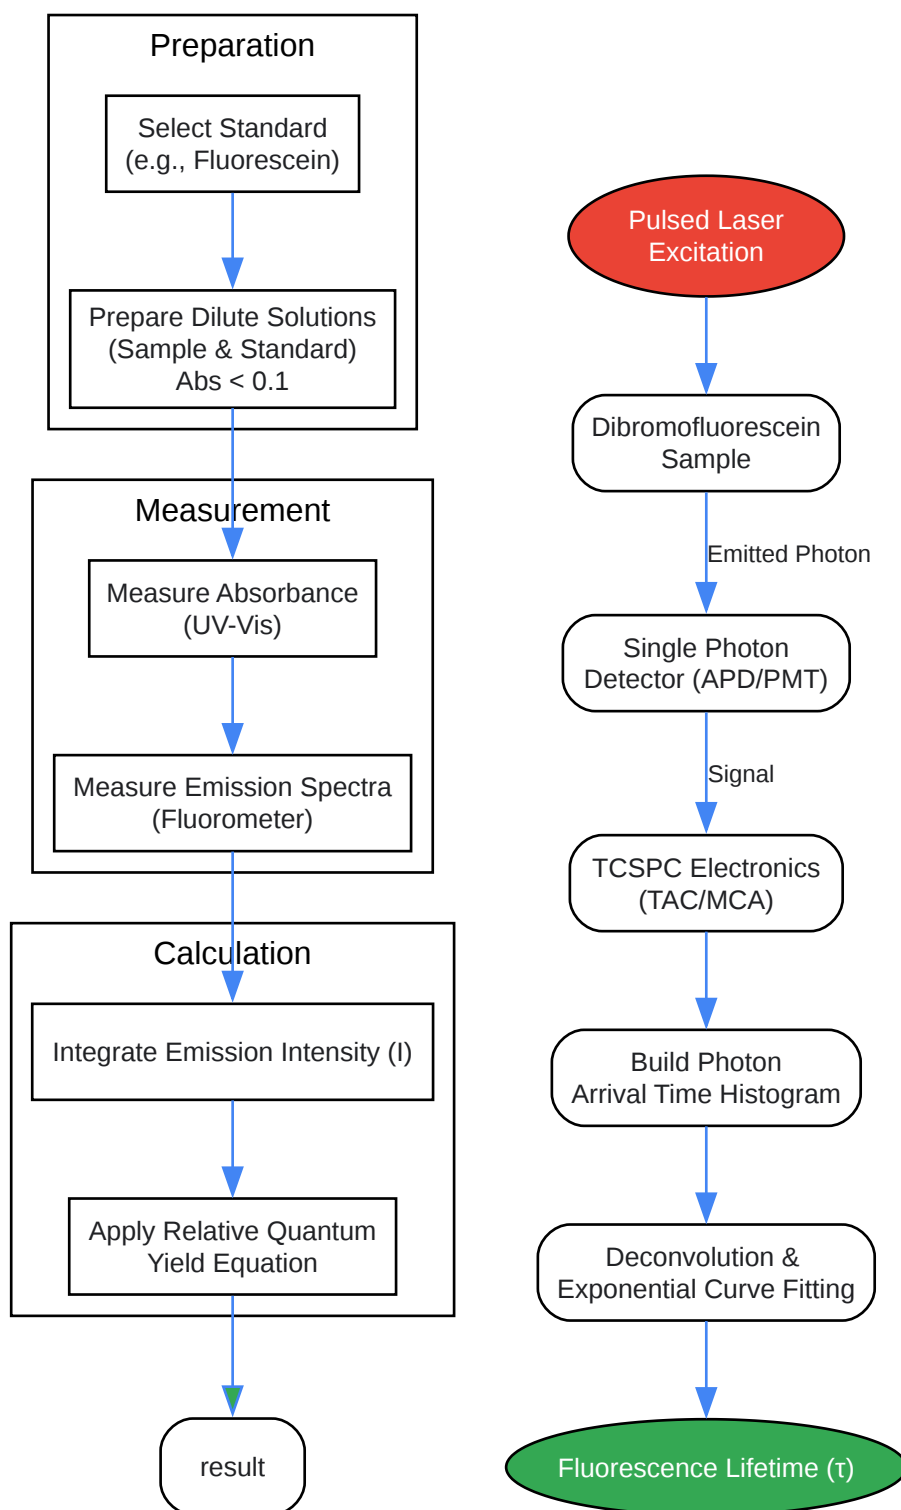 Preparation
Select Standard
(e.g., Fluorescein)
Prepare Dilute Solutions
(Sample & Standard)
Abs < 0.1
Measurement
Measure Absorbance
(UV-Vis)
Measure Emission Spectra
(Fluorometer)
Calculation
Integrate Emission Intensity (I)
Apply Relative Quantum
Yield Equation
result
Pulsed Laser
Excitation
Dibromofluorescein
Sample
Emitted Photon
Single Photon
Detector (APD/PMT)
Signal
TCSPC Electronics
(TAC/MCA)
Build Photon
Arrival Time Histogram
Deconvolution &
Exponential Curve Fitting
Fluorescence Lifetime (τ)